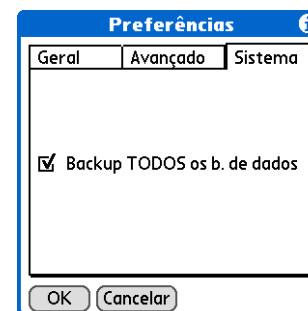 Preferências
Geral Avançado Sistema
Backup TODOS os b. de dados
OK Cancelar